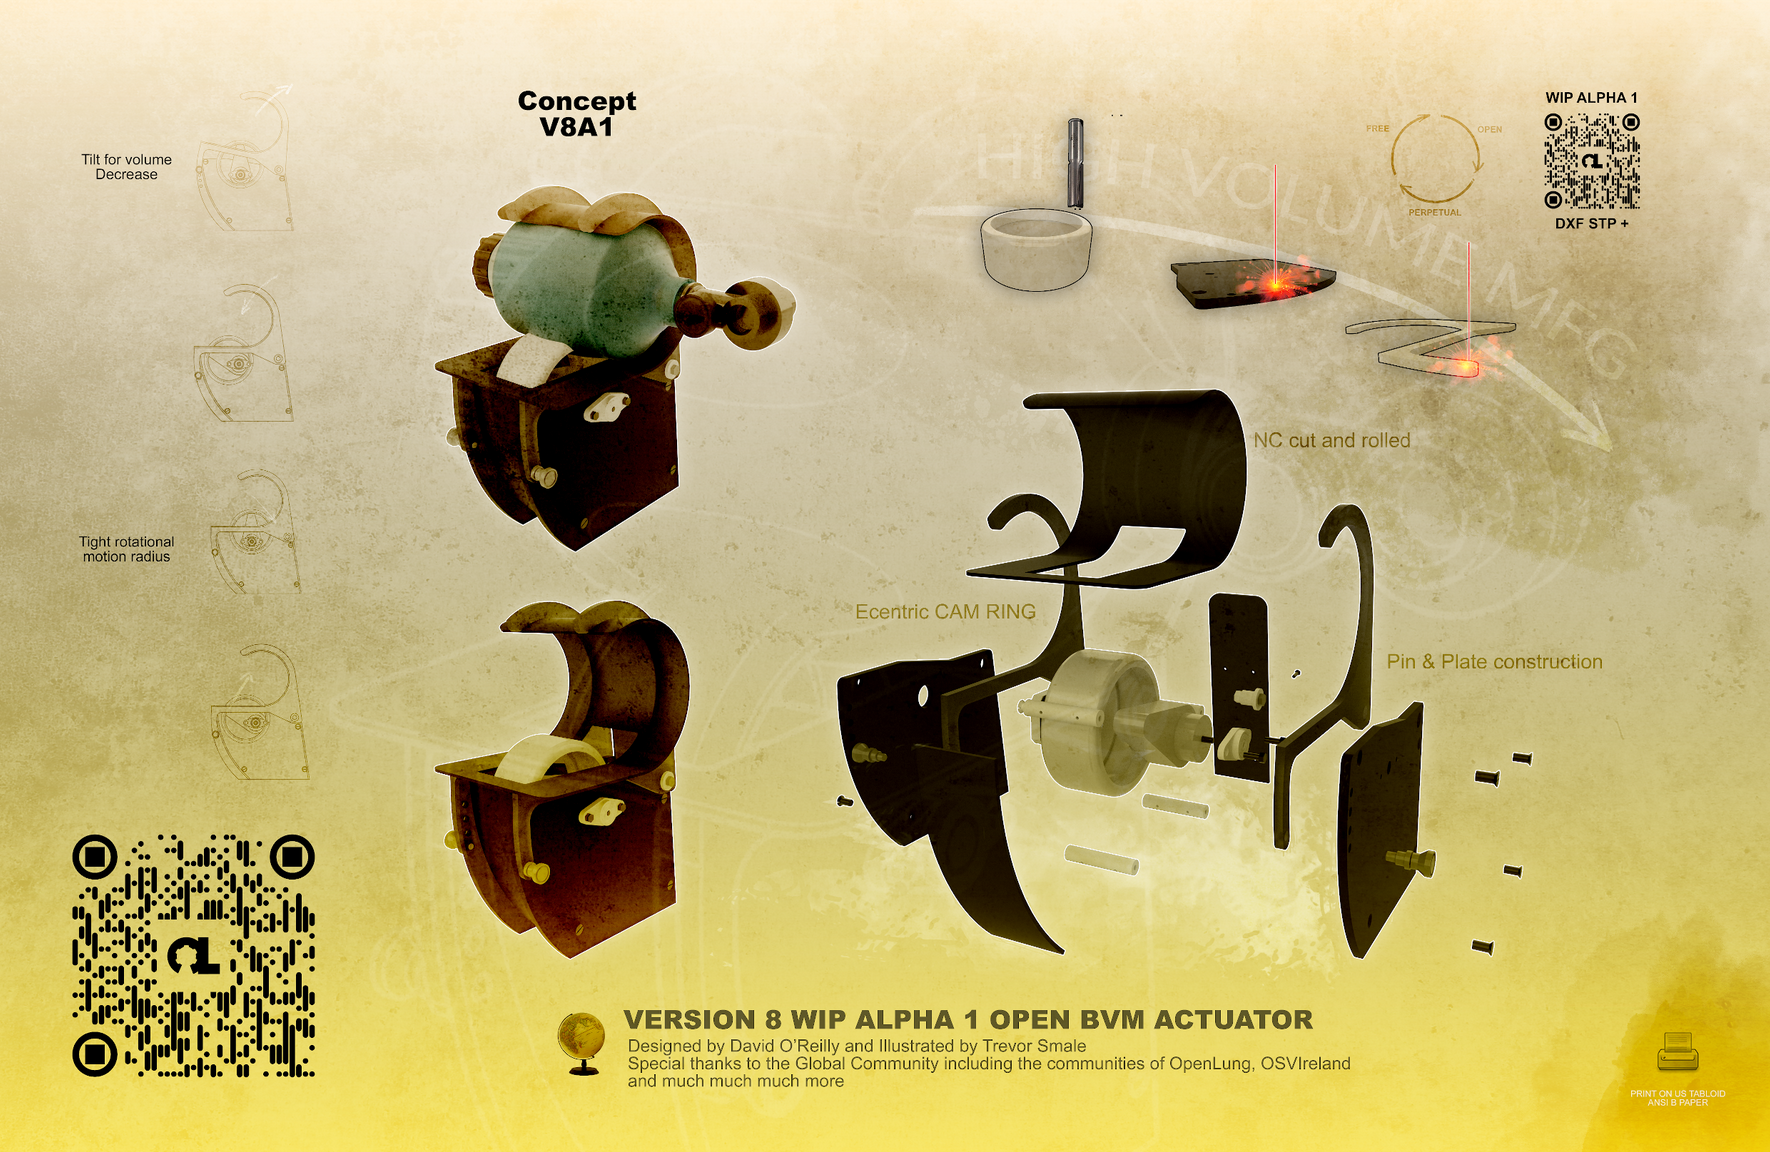 Concept
V8A1
Tilt for volume
Decrease
Tight rotational
motion radius
HIGH VOLUME MFG
FREE
OPEN
PERPETUAL
WIP ALPHA 1
DXF STP +
NC cut and rolled
Ecentric CAM RING
Pin & Plate construction
VERSION 8 WIP ALPHA 1 OPEN BVM ACTUATOR
Designed by David O'Reilly and Illustrated by Trevor Smale
Special thanks to the Global Community including the communities of OpenLung, OSVIreland
and much much much more
PRINT ON US TABLOID
ANSI B PAPER